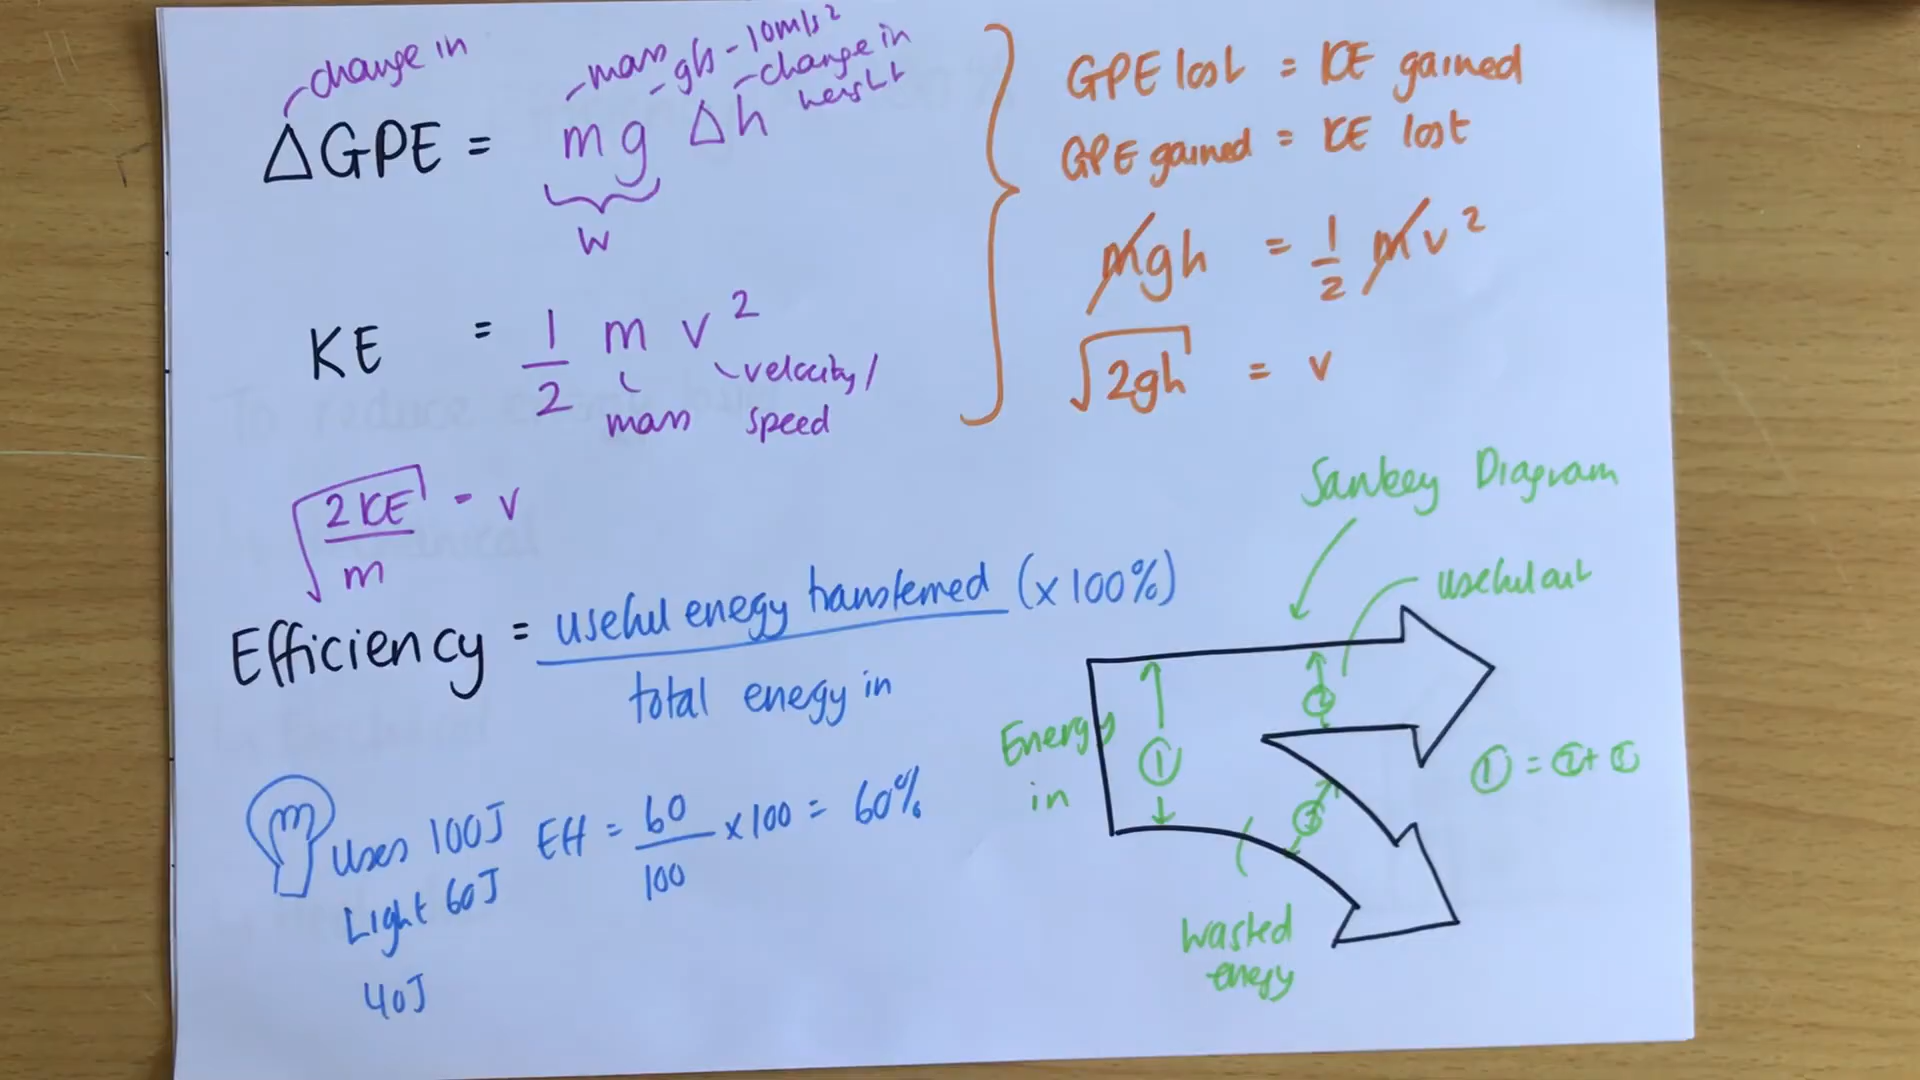 change in
mass
gfs - 10m/s²
change in
height
ΔGPE = mg Δh
W
KE = 1/2 m v²
mass
velocity/
speed
√(2KE/m) = v
GPE lost = KE gained
GPE gained = KE lost
mgh = 1/2 mv²
√2gh = v
Efficiency = useful energy transferred (x 100%)
total energy in
Uses 100J
Light 60J
40J
Eff = 60/100 x100 = 60%
Sankey Diagram
useful out
Energy
in
①
②
③
① = ②+③
Wasted
energy